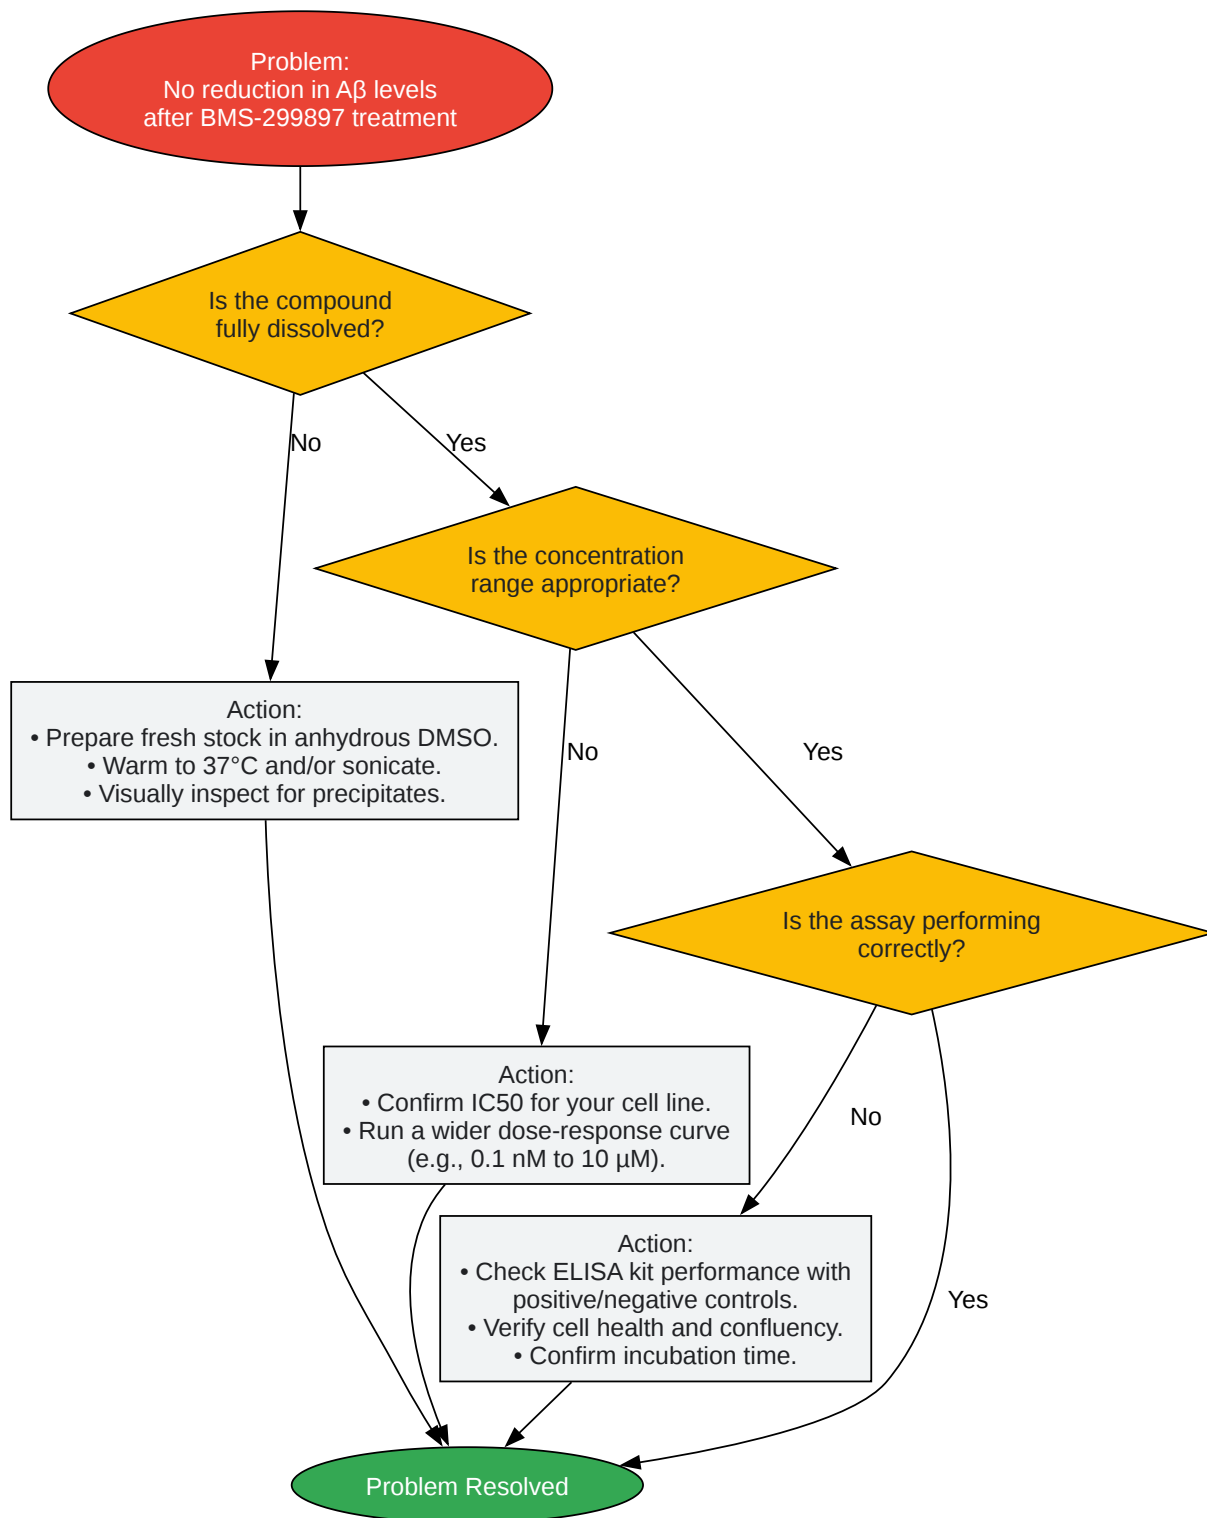 Problem:
No reduction in Aβ levels
after BMS-299897 treatment
Is the compound
fully dissolved?
No
Yes
Is the concentration
range appropriate?
Action:
• Prepare fresh stock in anhydrous DMSO.
• Warm to 37°C and/or sonicate.
• Visually inspect for precipitates.
No
Yes
Is the assay performing
correctly?
Action:
• Confirm IC50 for your cell line.
• Run a wider dose-response curve
(e.g., 0.1 nM to 10 µM).
No
Action:
• Check ELISA kit performance with
positive/negative controls.
• Verify cell health and confluency.
• Confirm incubation time.
Yes
Problem Resolved